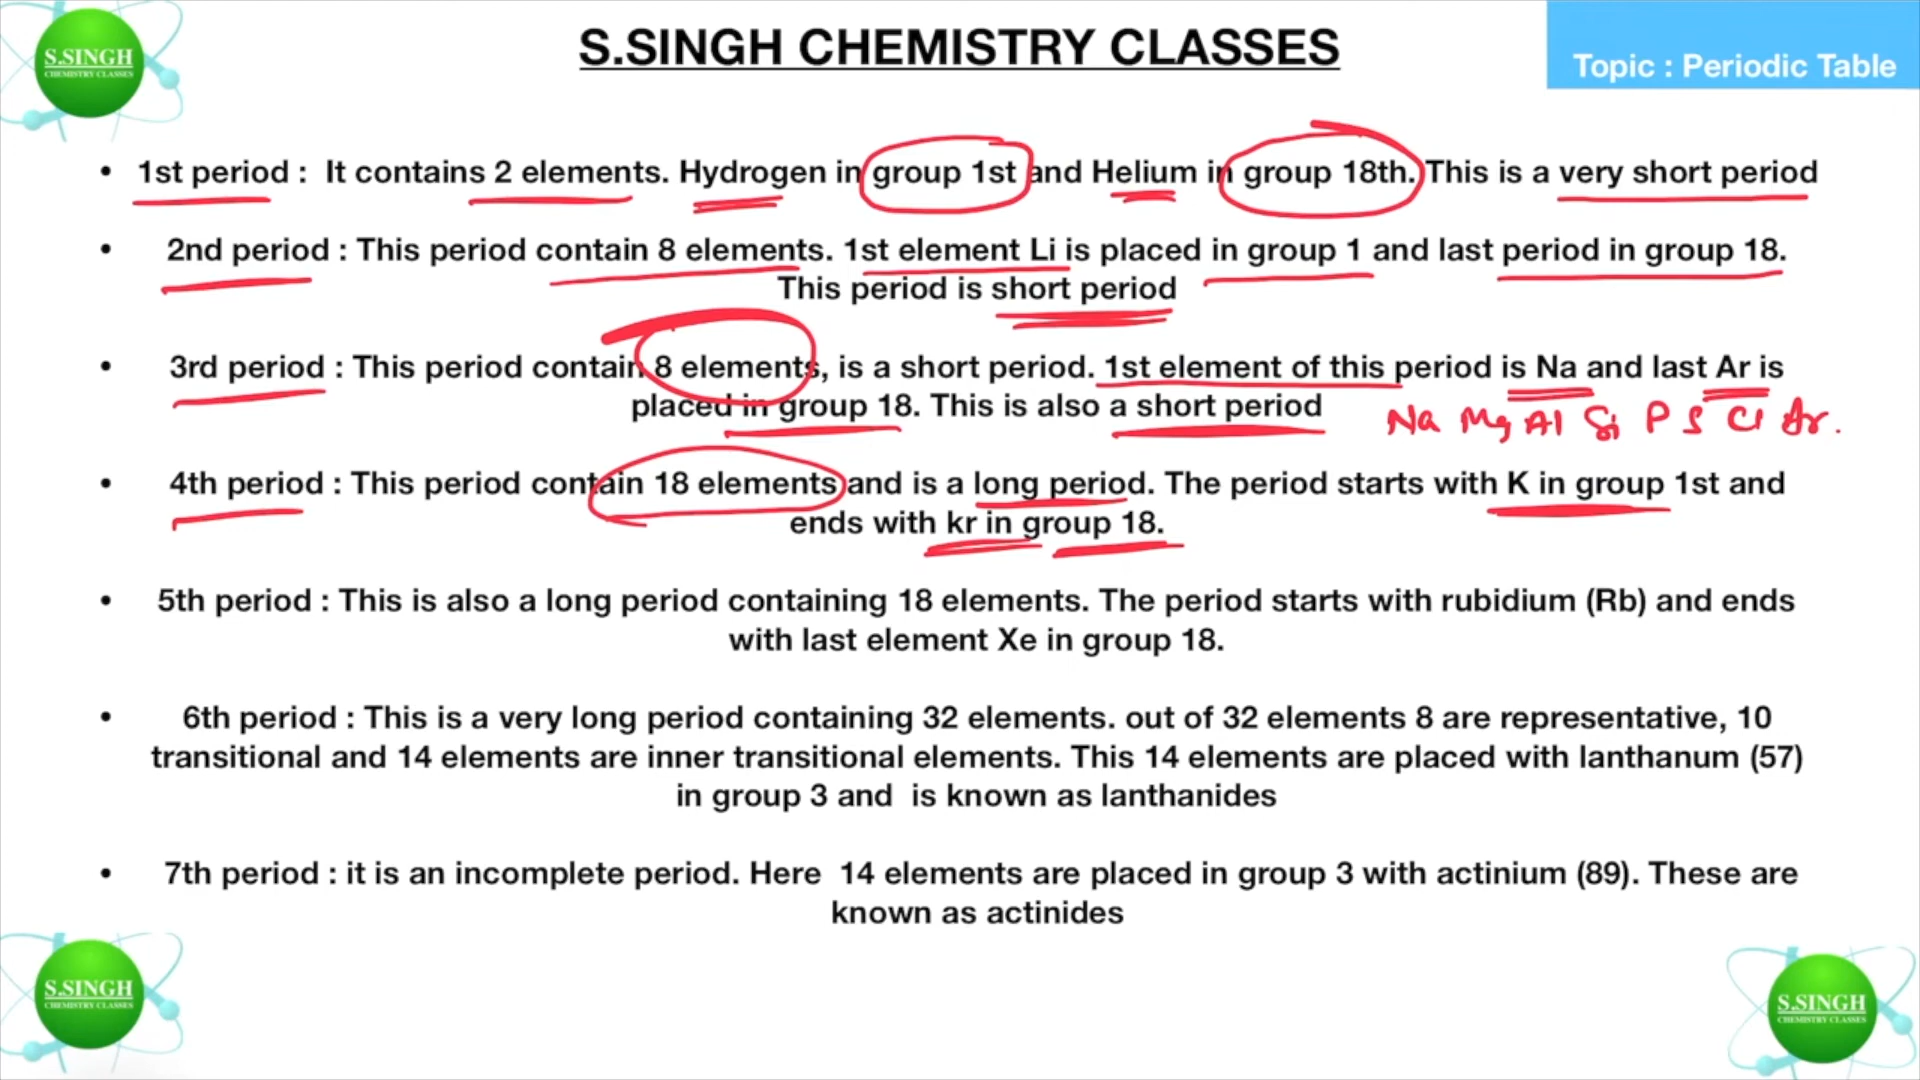 S.SINGH
CHEMISTRY CLASSES
S.SINGH CHEMISTRY CLASSES
Topic : Periodic Table
• 1st period : It contains 2 elements. Hydrogen in group 1st and Helium in group 18th. This is a very short period
• 2nd period : This period contain 8 elements. 1st element Li is placed in group 1 and last period in group 18.
This period is short period
• 3rd period : This period contain 8 elements, is a short period. 1st element of this period is Na and last Ar is
placed in group 18. This is also a short period
Na Mg Al Si P S Cl Ar.
• 4th period : This period contain 18 elements and is a long period. The period starts with K in group 1st and
ends with kr in group 18.
• 5th period : This is also a long period containing 18 elements. The period starts with rubidium (Rb) and ends
with last element Xe in group 18.
• 6th period : This is a very long period containing 32 elements. out of 32 elements 8 are representative, 10
transitional and 14 elements are inner transitional elements. This 14 elements are placed with lanthanum (57)
in group 3 and is known as lanthanides
• 7th period : it is an incomplete period. Here 14 elements are placed in group 3 with actinium (89). These are
known as actinides
S.SINGH
CHEMISTRY CLASSES
S.SINGH
CHEMISTRY CLASSES